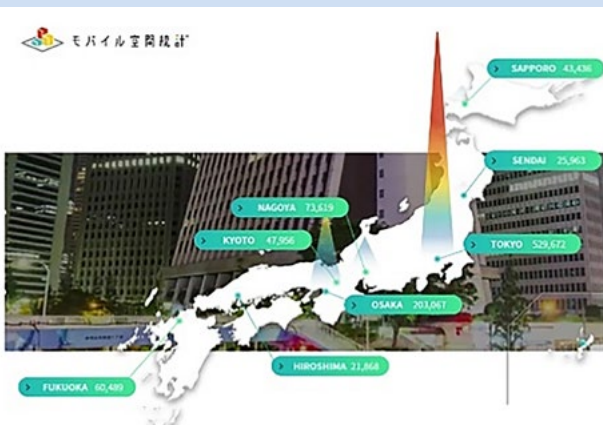 モバイル空間統計
SAPPORO 43,436
SENDAI 25,963
NAGOYA 73,619
KYOTO 47,956
TOKYO 529,672
OSAKA 203,067
HIROSHIMA 21,868
FUKUOKA 60,489